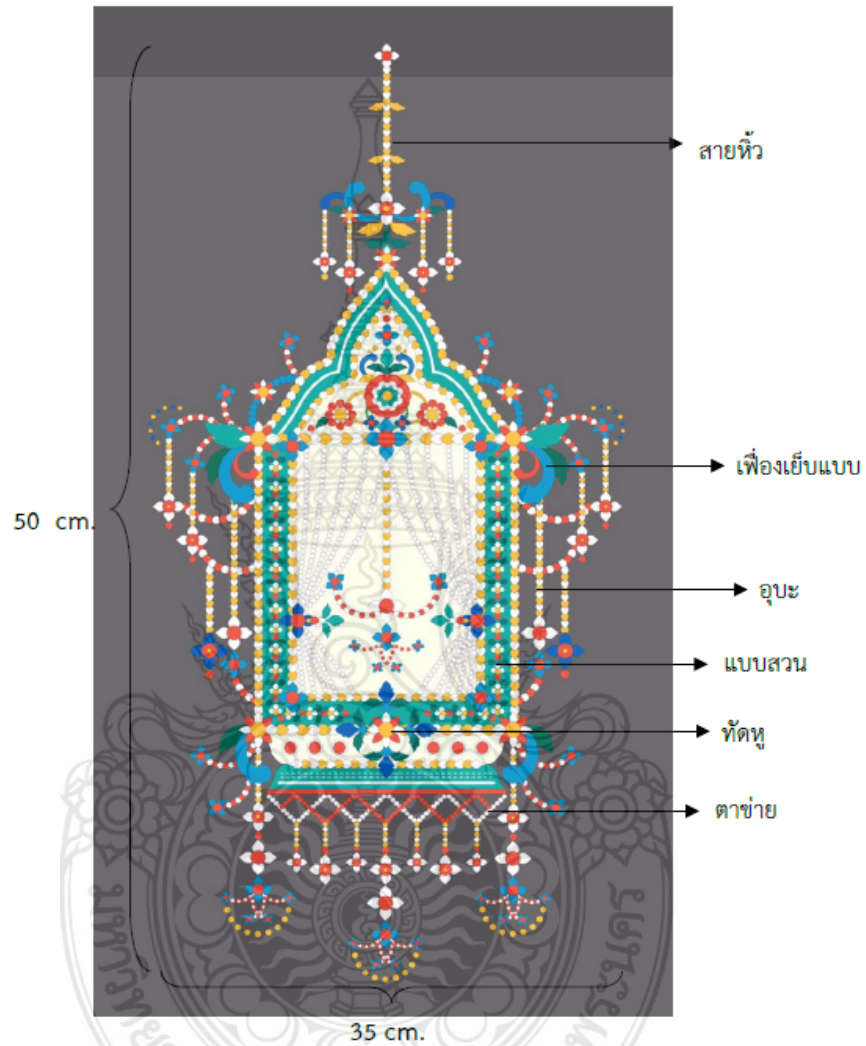 สายหิ้ว
เฟื่องเย็บแบบ
50 cm.
อุบะ
แบบสวน
ทัดหู
ตาข่าย
35 cm.